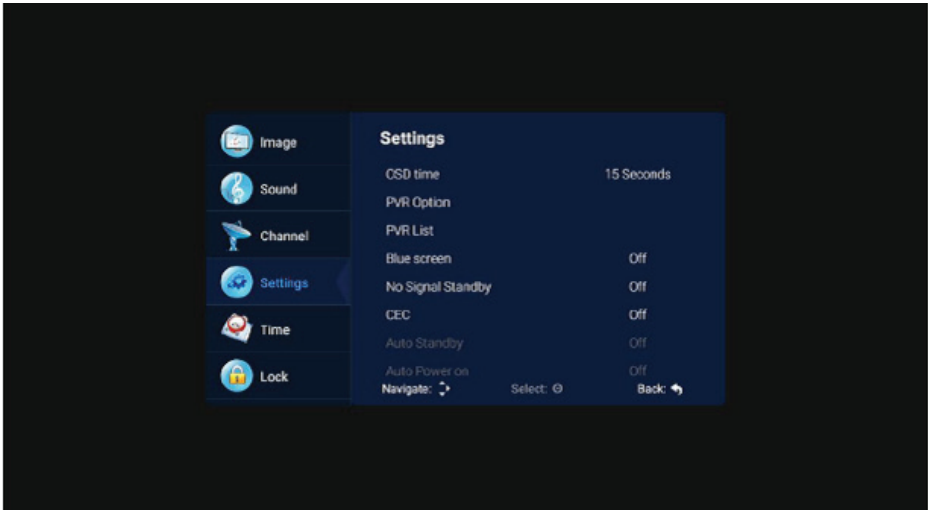 Image
Sound
Channel
Settings
Time
Lock
Settings
OSD time 15 Seconds
PVR Option
PVR List
Blue screen Off
No Signal Standby Off
CEC Off
Auto Standby Off
Auto Power on Off
Navigate: Select: Back: